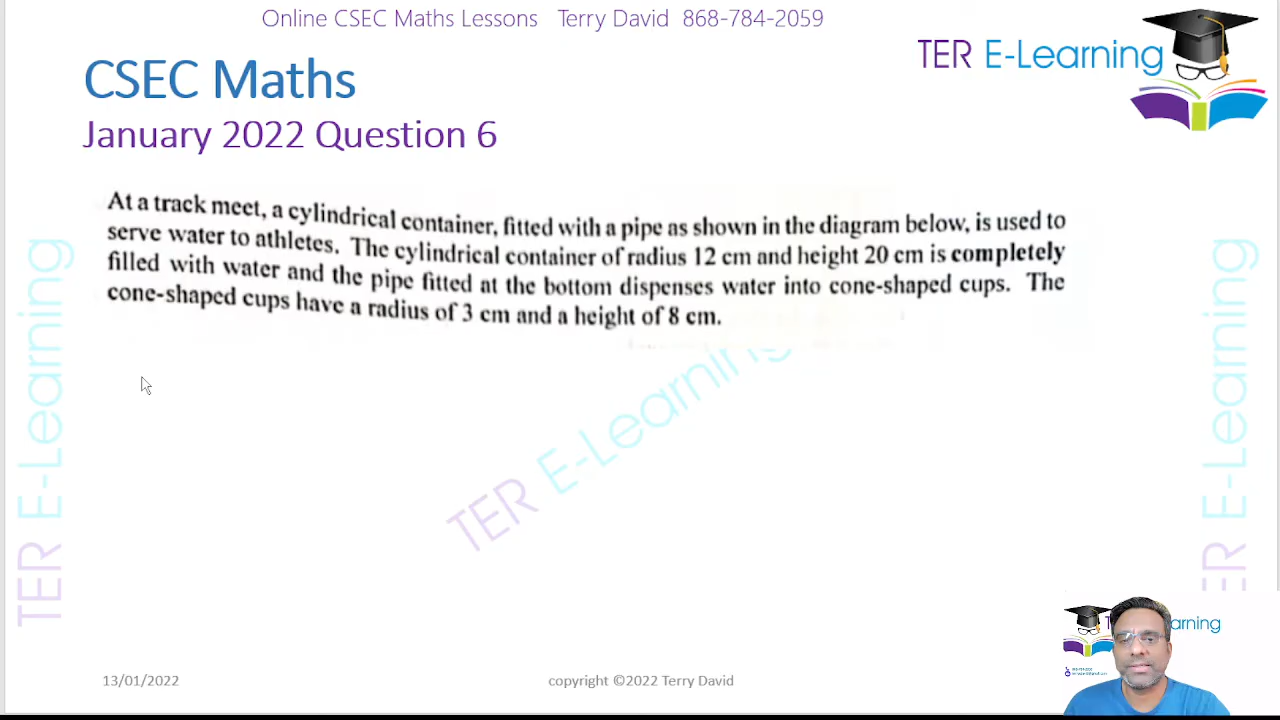 Online CSEC Maths Lessons Terry David 868-784-2059
TER E-Learning
CSEC Maths
January 2022 Question 6
At a track meet, a cylindrical container, fitted with a pipe as shown in the diagram below, is used to
serve water to athletes. The cylindrical container of radius 12 cm and height 20 cm is completely
filled with water and the pipe fitted at the bottom dispenses water into cone-shaped cups. The
cone-shaped cups have a radius of 3 cm and a height of 8 cm.
TER E-Learning
TER E-Learning
TER E-Learning
arning
13/01/2022
copyright ©2022 Terry David